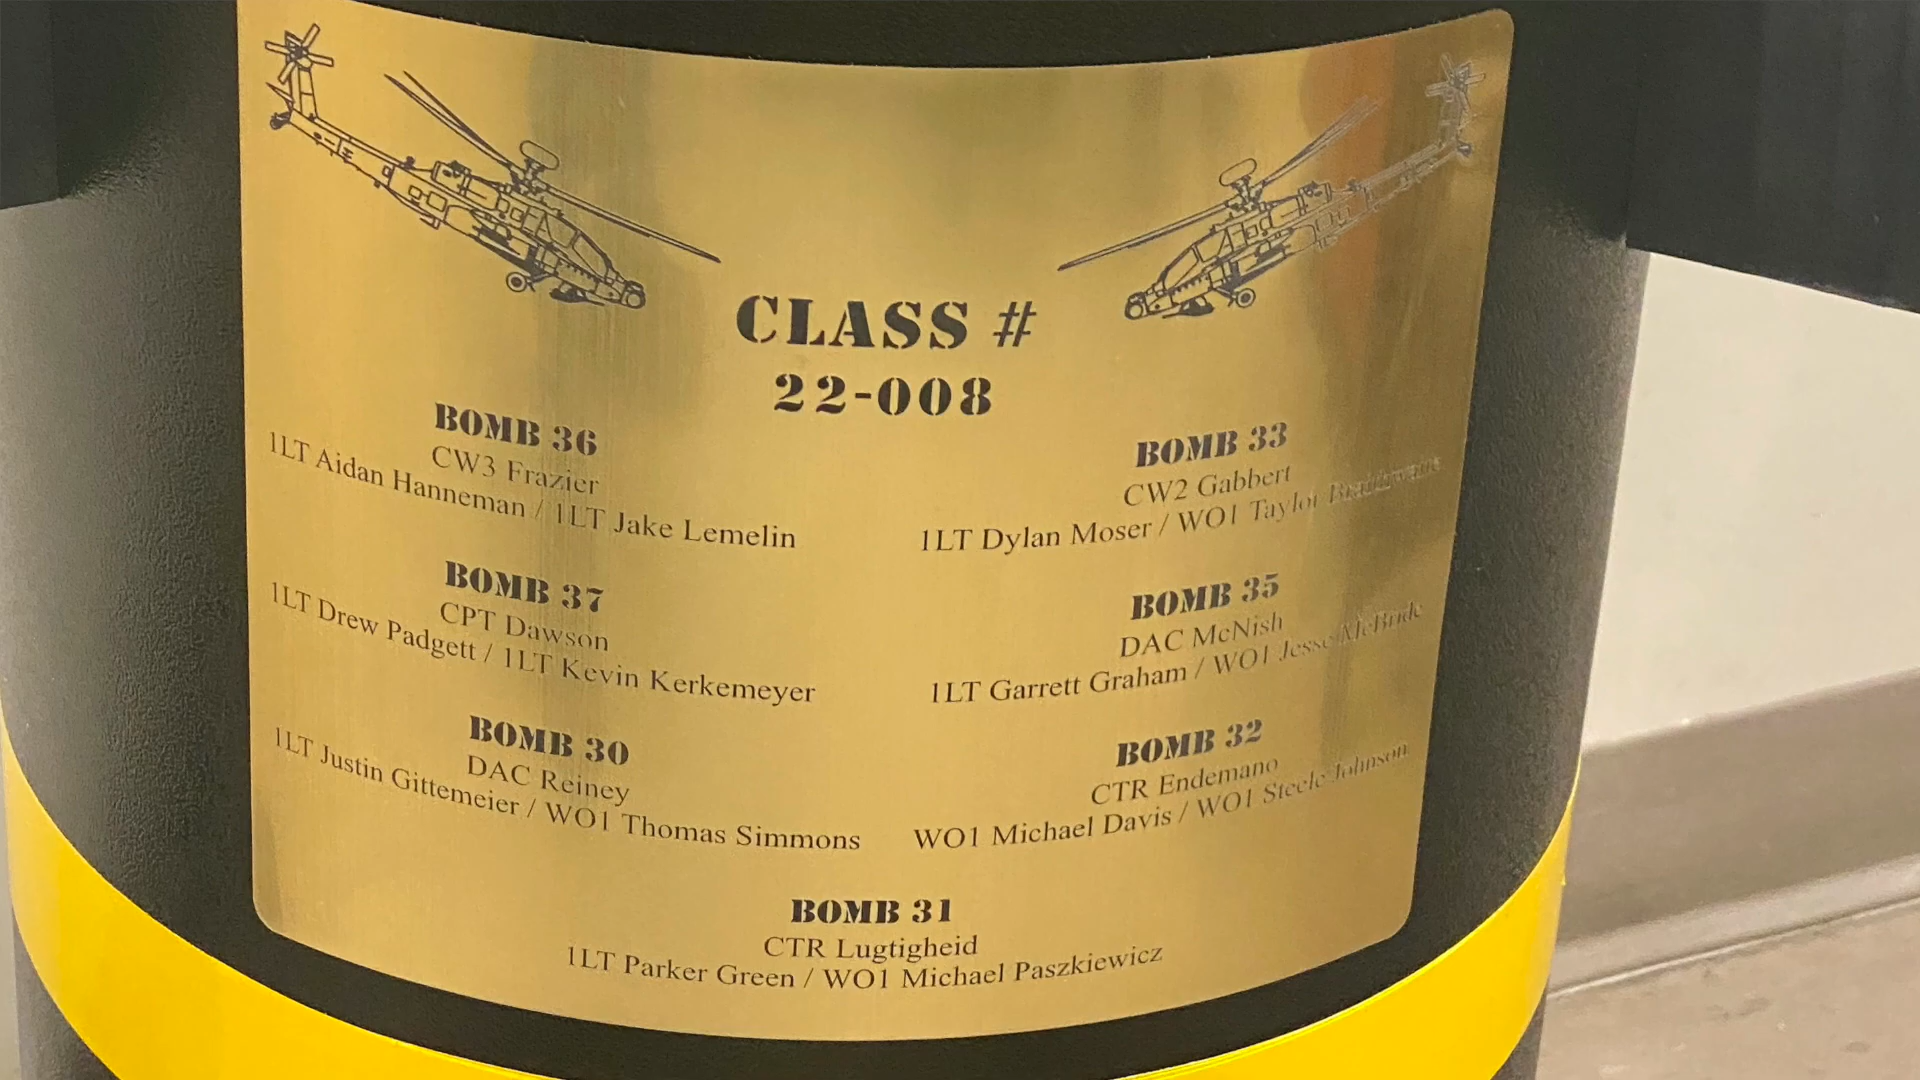 CLASS #
22-008
BOMB 36
CW3 Frazier
1LT Aidan Hanneman / 1LT Jake Lemelin
BOMB 37
CPT Dawson
1LT Drew Padgett / 1LT Kevin Kerkemeyer
BOMB 30
DAC Reiney
1LT Justin Gittemeier / WO1 Thomas Simmons
BOMB 33
CW2 Gabbert
1LT Dylan Moser / WO1 Taylor
BOMB 35
DAC McNish
1LT Garrett Graham / WO1 Jesse McBride
BOMB 32
CTR Endemano
WO1 Michael Davis / WO1 Steele Johnson
BOMB 31
CTR Lugtigheid
1LT Parker Green / WO1 Michael Paszkiewicz